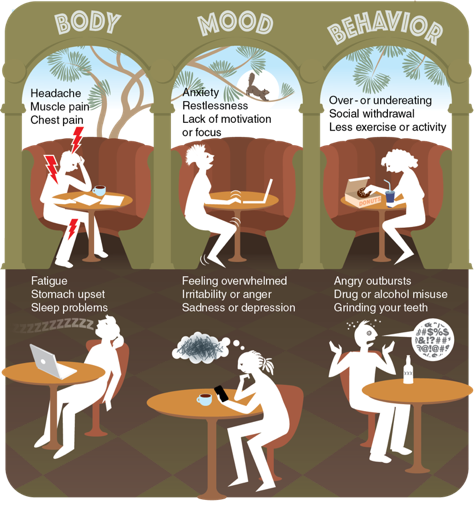 BODY
MOOD
BEHAVIOR
Headache
Muscle pain
Chest pain
Anxiety
Restlessness
Lack of motivation
or focus
Over - or undereating
Social withdrawal
Less exercise or activity
DONUTS
Fatigue
Stomach upset
Sleep problems
Feeling overwhelmed
Irritability or anger
Sadness or depression
Angry outbursts
Drug or alcohol misuse
Grinding your teeth